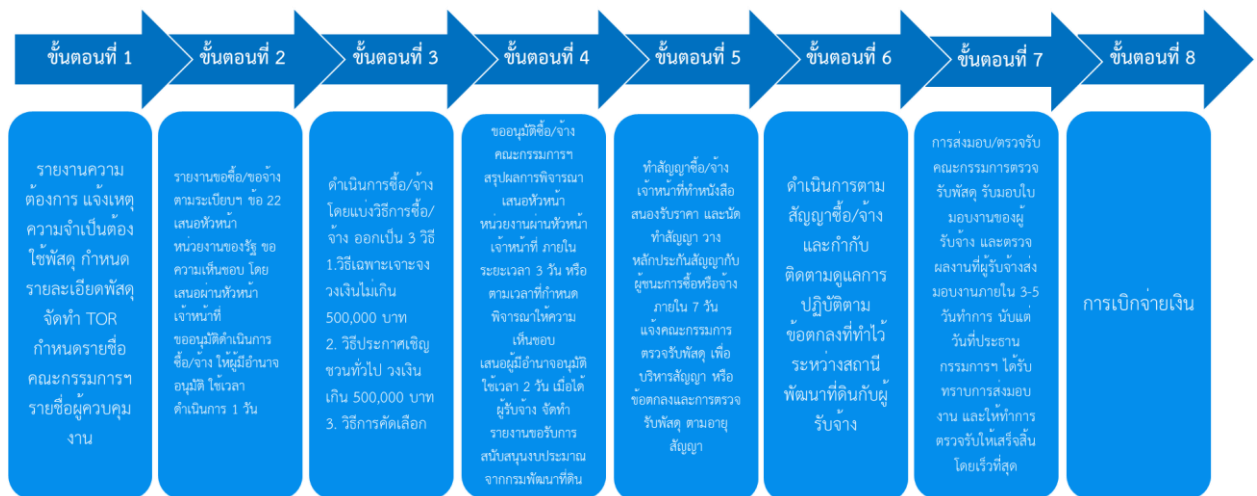 ขั้นตอนที่ 1
ขั้นตอนที่ 2
ขั้นตอนที่ 3
ขั้นตอนที่ 4
ขั้นตอนที่ 5
ขั้นตอนที่ 6
ขั้นตอนที่ 7
ขั้นตอนที่ 8
รายงานความ
ต้องการ แจ้งเหตุ
ความจำเป็นต้อง
ใช้พัสดุ กำหนด
รายละเอียดพัสดุ
จัดทำ TOR
กำหนดรายชื่อ
คณะกรรมการฯ
รายชื่อผู้ควบคุม
งาน
รายงานขอซื้อ/ขอจ้าง
ตามระเบียบฯ ข้อ 22
เสนอหัวหน้า
หน่วยงานของรัฐ ขอ
ความเห็นชอบ โดย
เสนอผ่านหัวหน้า
เจ้าหน้าที่
ขออนุมัติดำเนินการ
ซื้อ/จ้าง ให้ผู้มีอำนาจ
อนุมัติ ใช้เวลา
ดำเนินการ 1 วัน
ดำเนินการซื้อ/จ้าง
โดยแบ่งวิธีการซื้อ/
จ้าง ออกเป็น 3 วิธี
1.วิธีเฉพาะเจาะจง
วงเงินไม่เกิน
500,000 บาท
2. วิธีประกาศเชิญ
ชวนทั่วไป วงเงิน
เกิน 500,000 บาท
3. วิธีการคัดเลือก
ขออนุมัติซื้อ/จ้าง
คณะกรรมการฯ
สรุปผลการพิจารณา
เสนอหัวหน้า
หน่วยงานผ่านหัวหน้า
เจ้าหน้าที่ ภายใน
ระยะเวลา 3 วัน หรือ
ตามเวลาที่กำหนด
พิจารณาให้ความ
เห็นชอบ
เสนอผู้มีอำนาจอนุมัติ
ใช้เวลา 2 วัน เมื่อได้
ผู้รับจ้าง จัดทำ
รายงานขอรับการ
สนับสนุนงบประมาณ
จากกรมพัฒนาที่ดิน
ทำสัญญาซื้อ/จ้าง
เจ้าหน้าที่ทำหนังสือ
สนองรับราคา และนัด
ทำสัญญา วาง
หลักประกันสัญญากับ
ผู้ชนะการซื้อหรือจ้าง
ภายใน 7 วัน
แจ้งคณะกรรมการ
ตรวจรับพัสดุ เพื่อ
บริหารสัญญา หรือ
ข้อตกลงและการตรวจ
รับพัสดุ ตามอายุ
สัญญา
ดำเนินการตาม
สัญญาซื้อ/จ้าง
และกำกับ
ติดตามดูแลการ
ปฏิบัติตาม
ข้อตกลงที่ทำไว้
ระหว่างสถานี
พัฒนาที่ดินกับผู้
รับจ้าง
การส่งมอบ/ตรวจรับ
คณะกรรมการตรวจ
รับพัสดุ รับมอบใบ
มอบงานของผู้
รับจ้าง และตรวจ
ผลงานที่ผู้รับจ้างส่ง
มอบงานภายใน 3-5
วันทำการ นับแต่
วันที่ประธาน
กรรมการฯ ได้รับ
ทราบการส่งมอบ
งาน และให้ทำการ
ตรวจรับให้เสร็จสิ้น
โดยเร็วที่สุด
การเบิกจ่ายเงิน